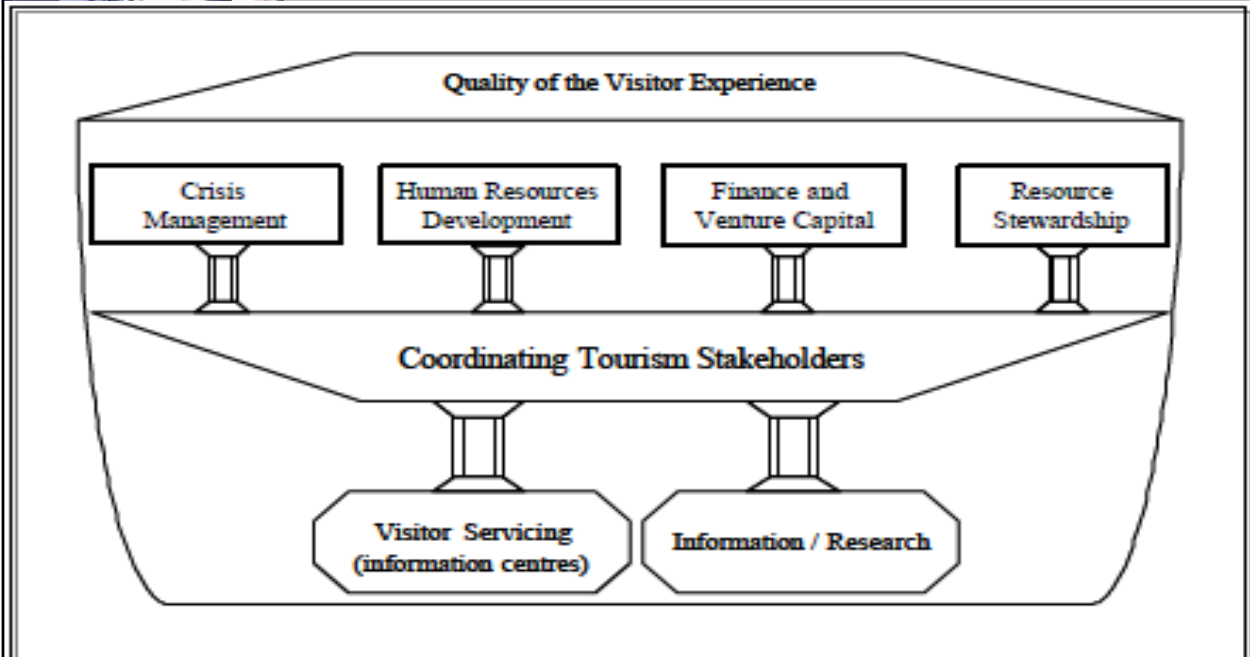 Quality of the Visitor Experience
Crisis
Management
Human Resources
Development
Finance and
Venture Capital
Resource
Stewardship
Coordinating Tourism Stakeholders
Visitor Servicing
(information centres)
Information / Research